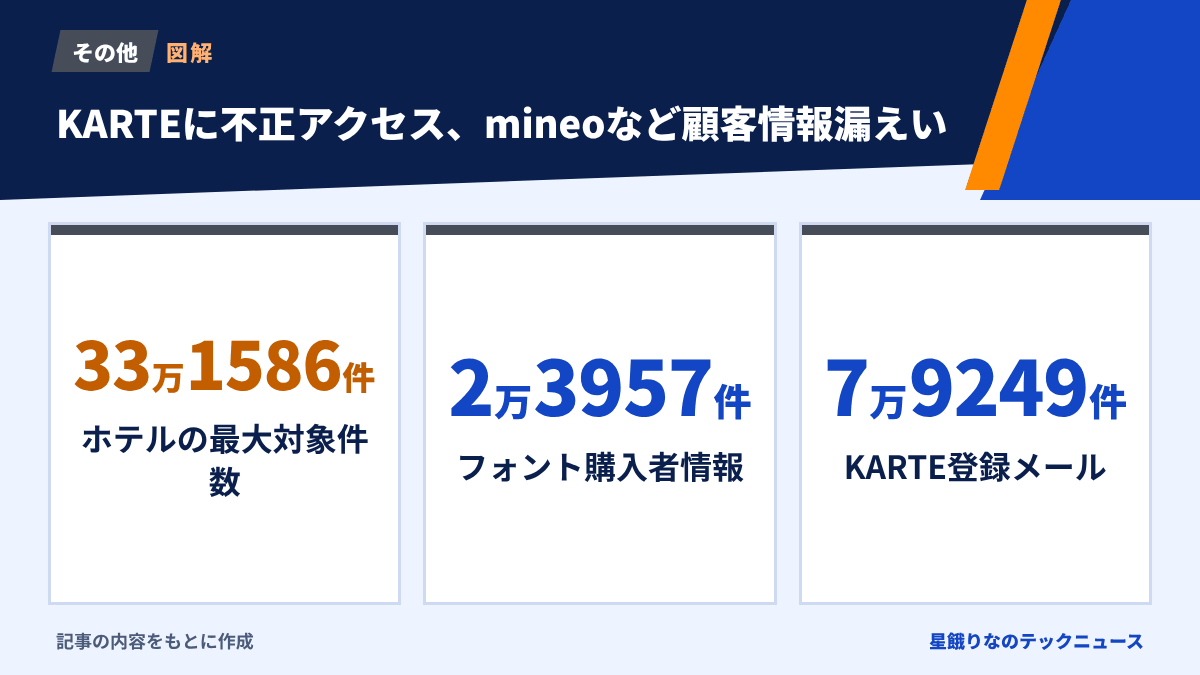 その他 図解
KARTEに不正アクセス、mineoなど顧客情報漏えい
33万1586件
ホテルの最大対象件
数
2万3957件
フォント購入者情報
7万9249件
KARTE登録メール
記事の内容をもとに作成
星餓りなのテックニュース